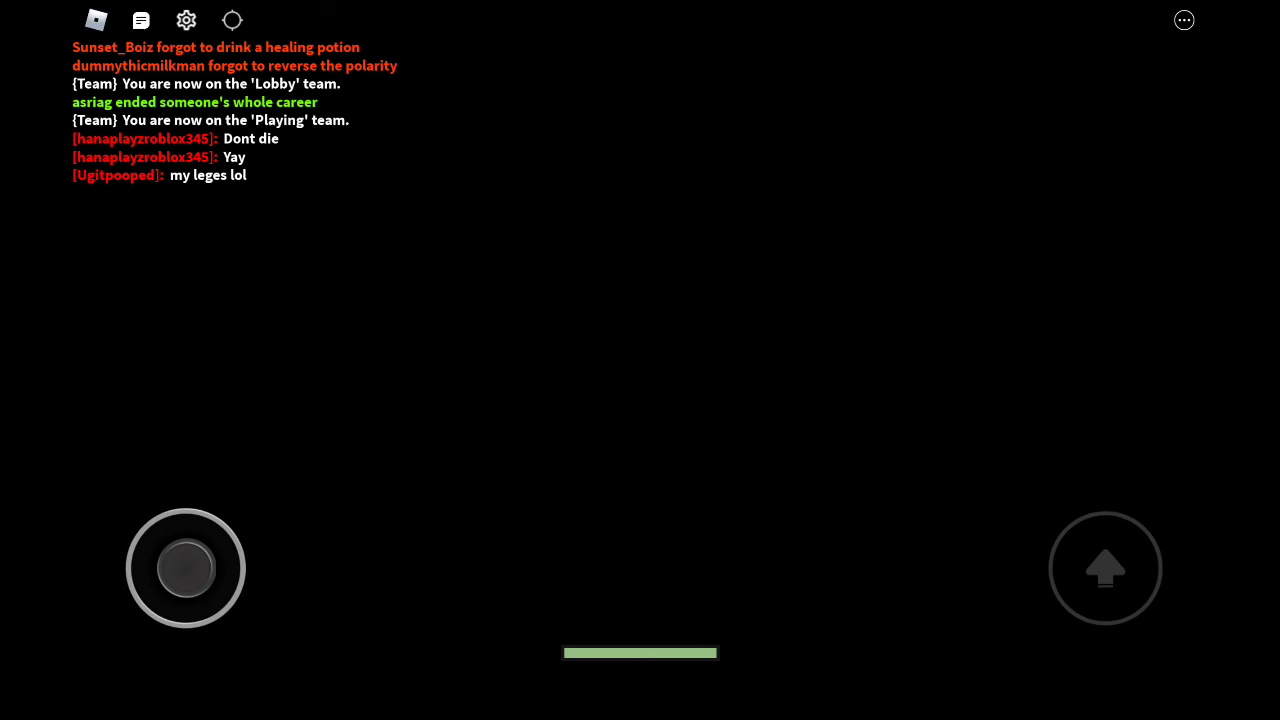 Sunset_Boiz forgot to drink a healing potion
dummythicmilkman forgot to reverse the polarity
{Team} You are now on the 'Lobby' team.
asriag ended someone's whole career
{Team} You are now on the 'Playing' team.
[hanaplayzroblox345]: Dont die
[hanaplayzroblox345]: Yay
[Ugitpooped]: my leges lol